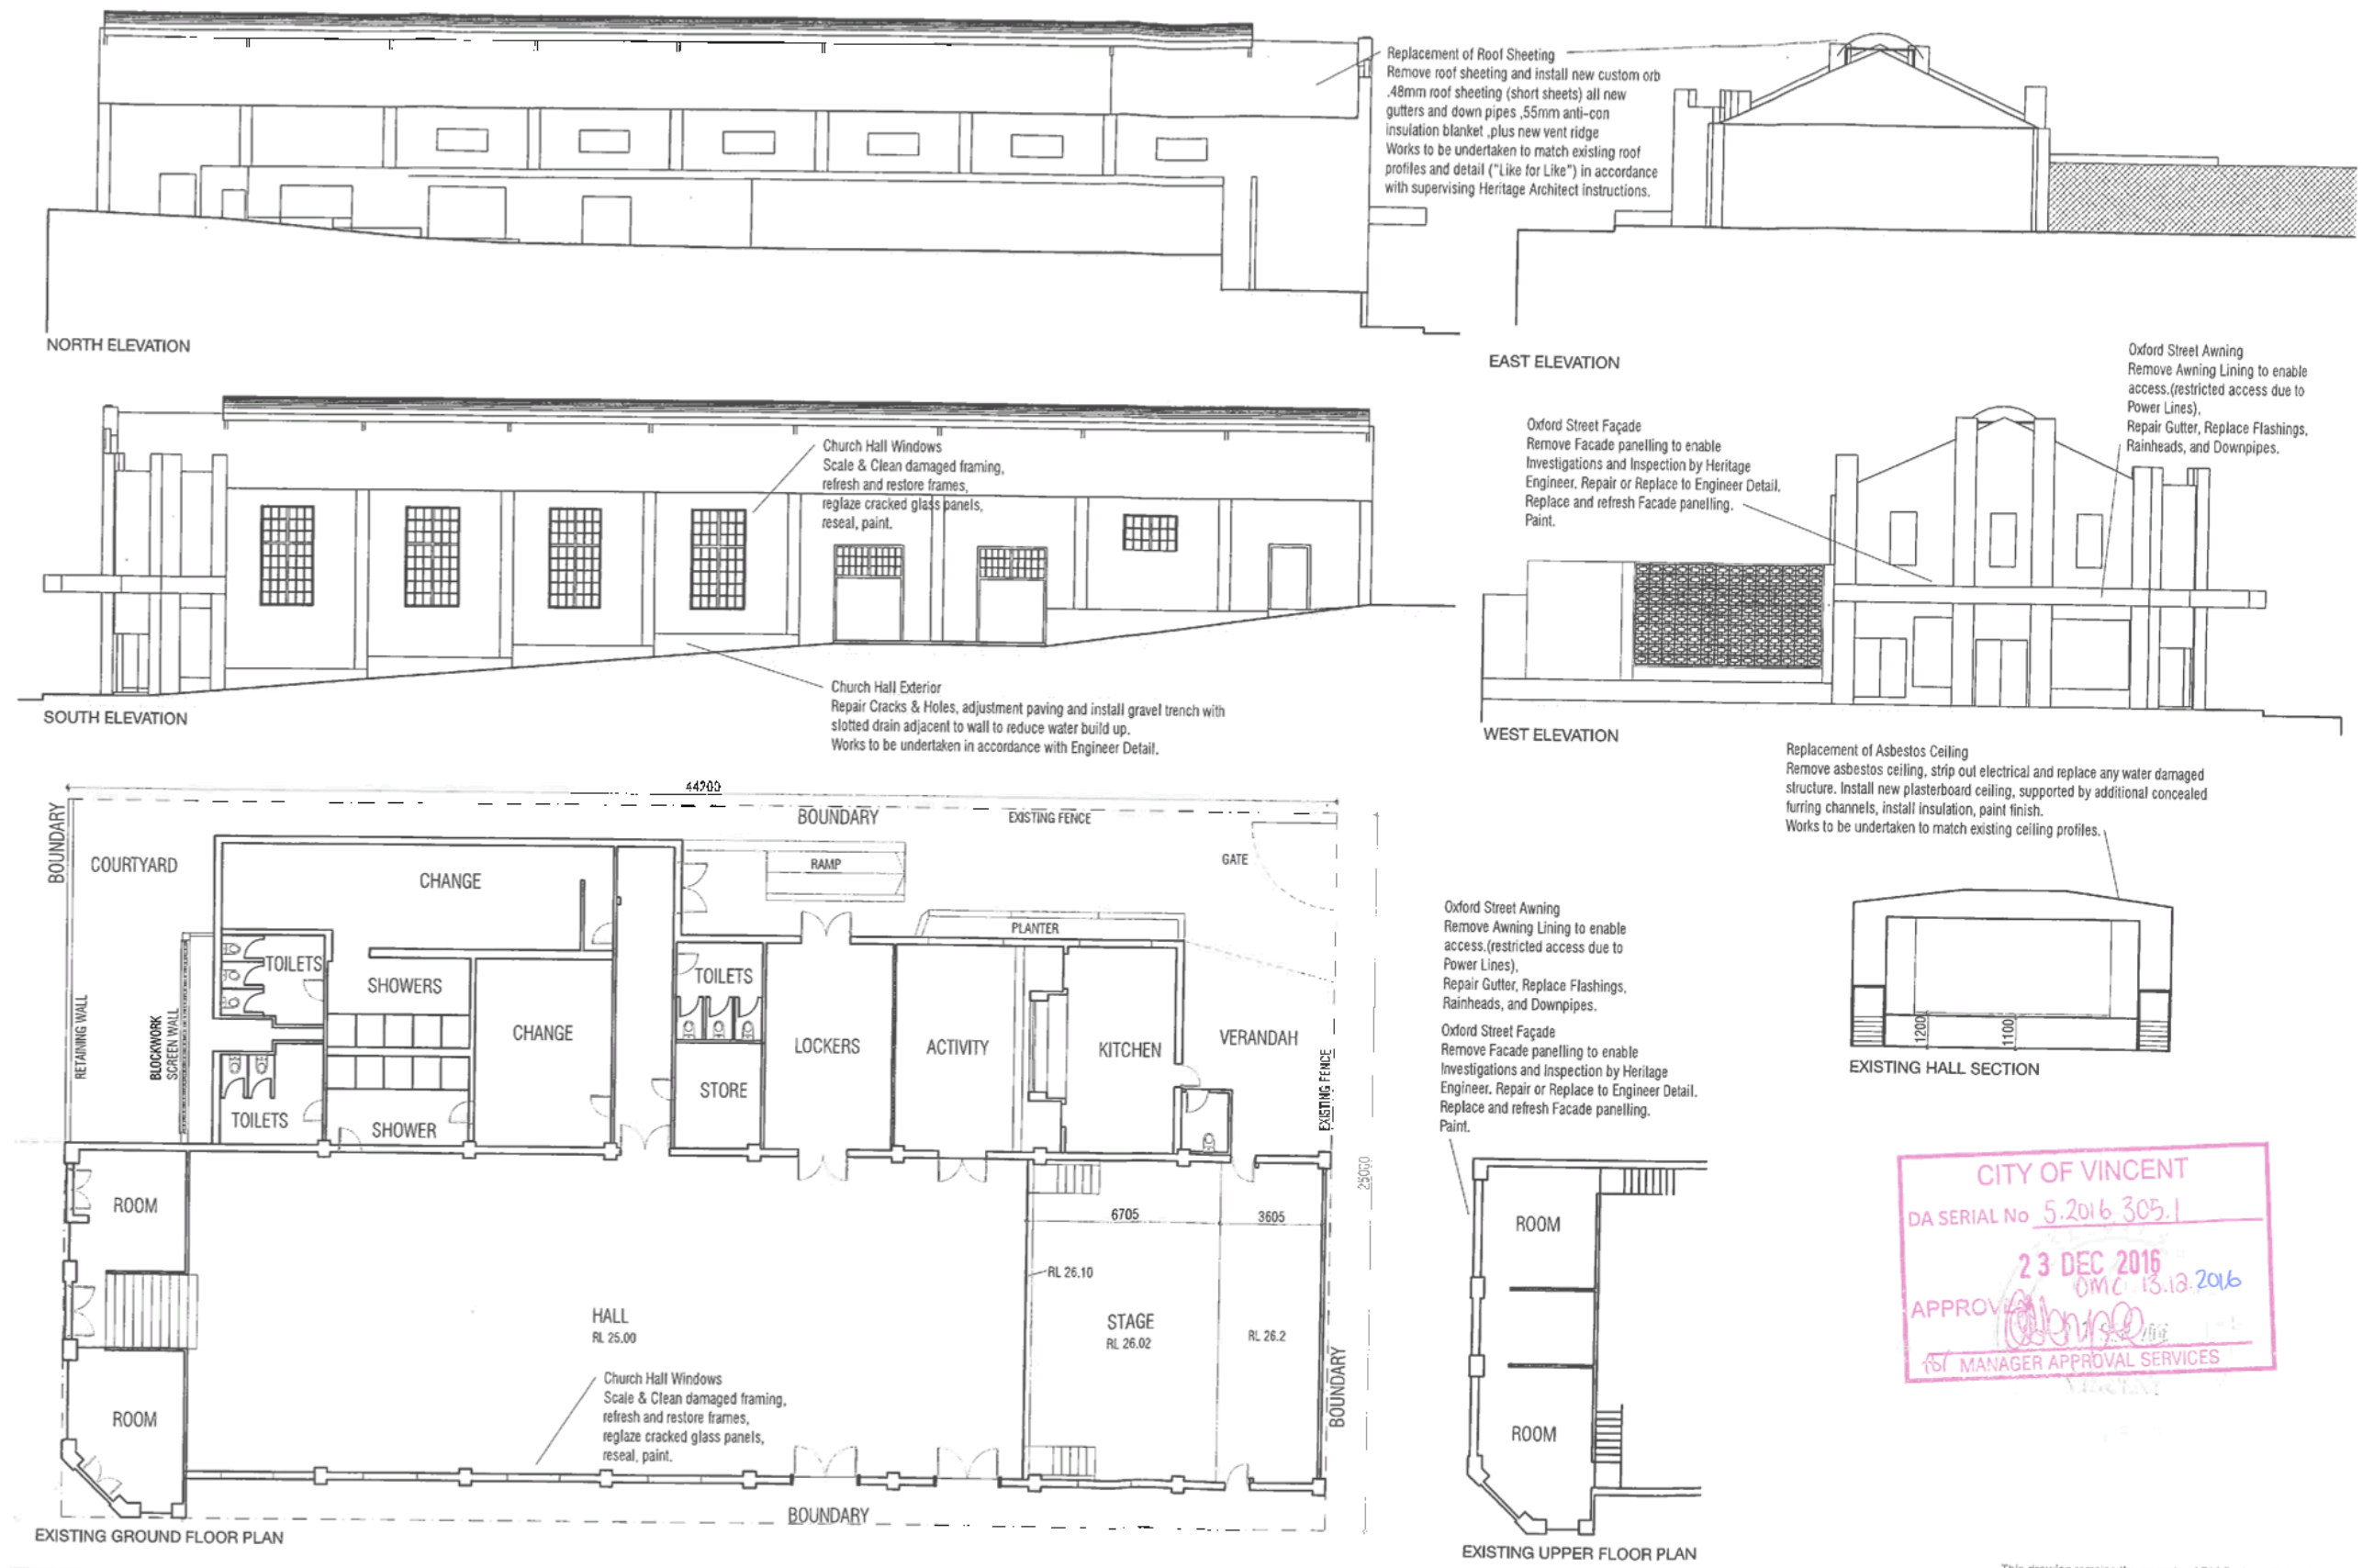 Replacement of Roof Sheeting
Remove roof sheeting and install new custom orb
.48mm roof sheeting (short sheets) all new
gutters and down pipes ,55mm anti-con
insulation blanket ,plus new vent ridge
Works to be undertaken to match existing roof
profiles and detail ("Like for Like") in accordance
with supervising Heritage Architect instructions.
NORTH ELEVATION
EAST ELEVATION
Church Hall Windows
Scale & Clean damaged framing,
refresh and restore frames,
reglaze cracked glass panels,
reseal, paint.
Church Hall Exterior
Repair Cracks & Holes, adjustment paving and install gravel trench with
slotted drain adjacent to wall to reduce water build up.
Works to be undertaken in accordance with Engineer Detail.
SOUTH ELEVATION
Oxford Street Façade
Remove Facade panelling to enable
Investigations and Inspection by Heritage
Engineer. Repair or Replace to Engineer Detail.
Replace and refresh Facade panelling.
Paint.
Oxford Street Awning
Remove Awning Lining to enable
access.(restricted access due to
Power Lines),
Repair Gutter, Replace Flashings,
Rainheads, and Downpipes.
WEST ELEVATION
Replacement of Asbestos Ceiling
Remove asbestos ceiling, strip out electrical and replace any water damaged
structure. Install new plasterboard ceiling, supported by additional concealed
furring channels, install insulation, paint finish.
Works to be undertaken to match existing ceiling profiles.
1200
1100
EXISTING HALL SECTION
44200
BOUNDARY
BOUNDARY
EXISTING FENCE
COURTYARD
CHANGE
RAMP
GATE
PLANTER
TOILETS
SHOWERS
CHANGE
TOILETS
LOCKERS
ACTIVITY
KITCHEN
VERANDAH
RETAINING WALL
BLOCKWORK
SCREEN WALL
EXISTING FENCE
STORE
TOILETS
SHOWER
25000
ROOM
6705
3605
RL 26.10
HALL
RL 25.00
STAGE
RL 26.02
RL 26.2
BOUNDARY
ROOM
Church Hall Windows
Scale & Clean damaged framing,
refresh and restore frames,
reglaze cracked glass panels,
reseal, paint.
BOUNDARY
EXISTING GROUND FLOOR PLAN
Oxford Street Awning
Remove Awning Lining to enable
access.(restricted access due to
Power Lines),
Repair Gutter, Replace Flashings,
Rainheads, and Downpipes.
Oxford Street Façade
Remove Facade panelling to enable
Investigations and Inspection by Heritage
Engineer. Repair or Replace to Engineer Detail.
Replace and refresh Facade panelling.
Paint.
ROOM
ROOM
EXISTING UPPER FLOOR PLAN
CITY OF VINCENT
DA SERIAL No 5.2016.305.1
23 DEC 2016
OMC 13.12.2016
for MANAGER APPROVAL SERVICES